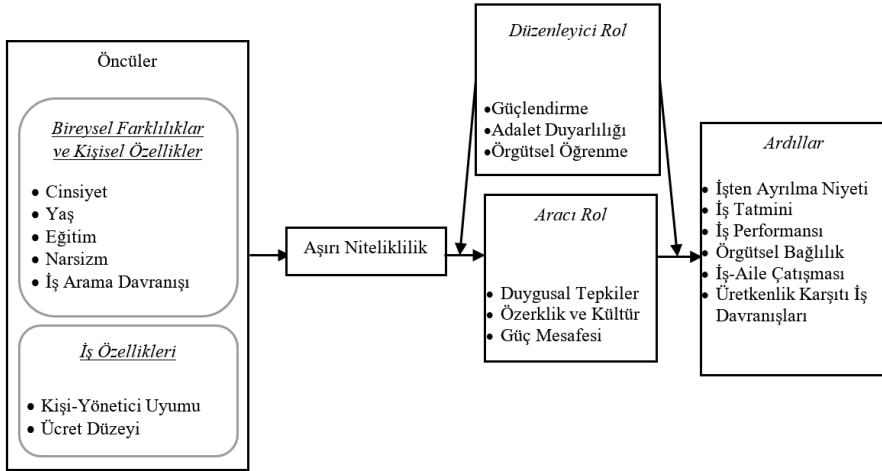 Öncüler
Bireysel Farklılıklar
ve Kişisel Özellikler
• Cinsiyet
• Yaş
• Eğitim
• Narsizm
• İş Arama Davranışı
İş Özellikleri
• Kişi-Yönetici Uyumu
• Ücret Düzeyi
Aşırı Niteliklilik
Düzenleyici Rol
•Güçlendirme
•Adalet Duyarlılığı
•Örgütsel Öğrenme
Aracı Rol
• Duygusal Tepkiler
• Özerklik ve Kültür
• Güç Mesafesi
Ardıllar
• İşten Ayrılma Niyeti
• İş Tatmini
• İş Performansı
• Örgütsel Bağlılık
• İş-Aile Çatışması
• Üretkenlik Karşıtı İş
Davranışları